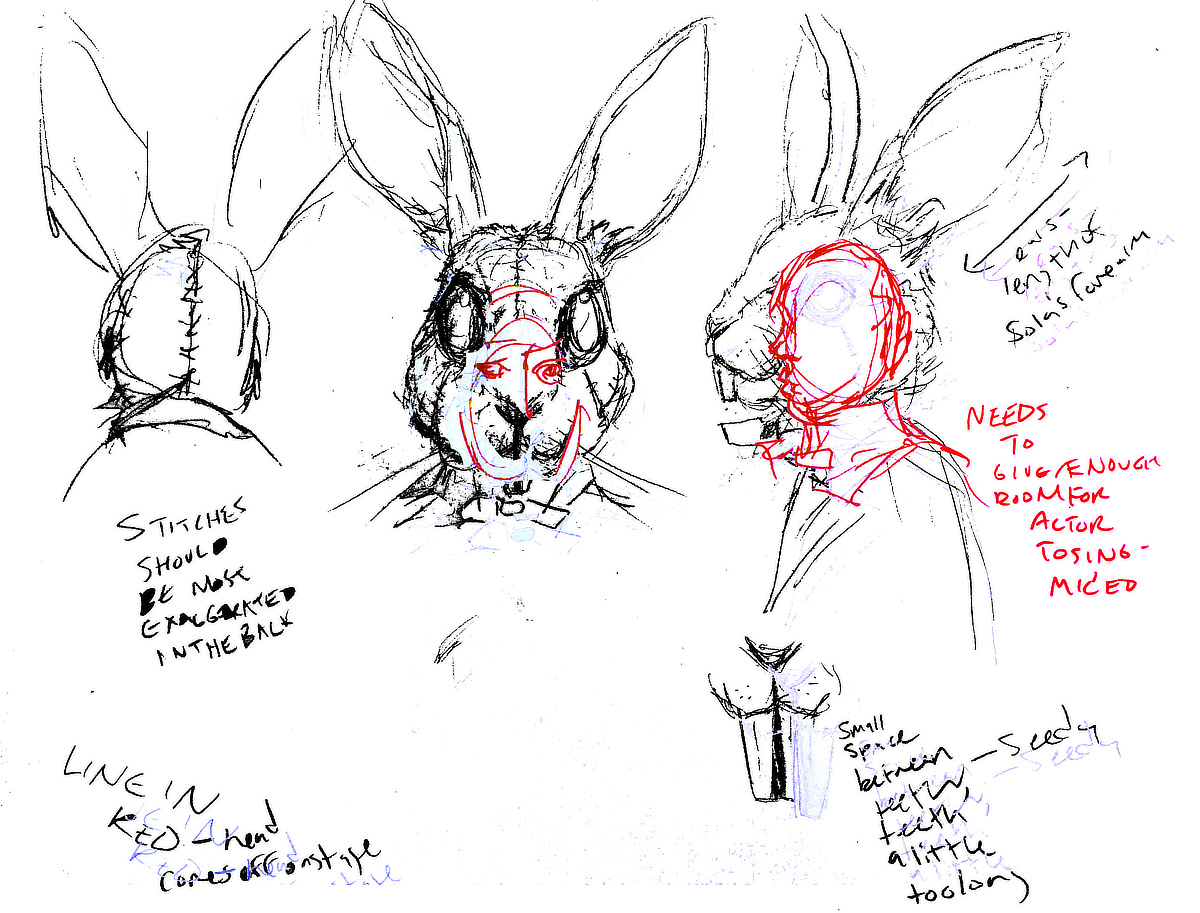 ears -
length of
Sola's forearm
NEEDS
TO
GIVE ENOUGH
ROOM FOR
ACTOR
TO SING -
MICED
STITCHES
SHOULD
BE MOST
EXAGGERATED
IN THE BACK
small
space
between
teeth - seedy
teeth
a little
too long
LINE IN
RED - head
comes off onstage